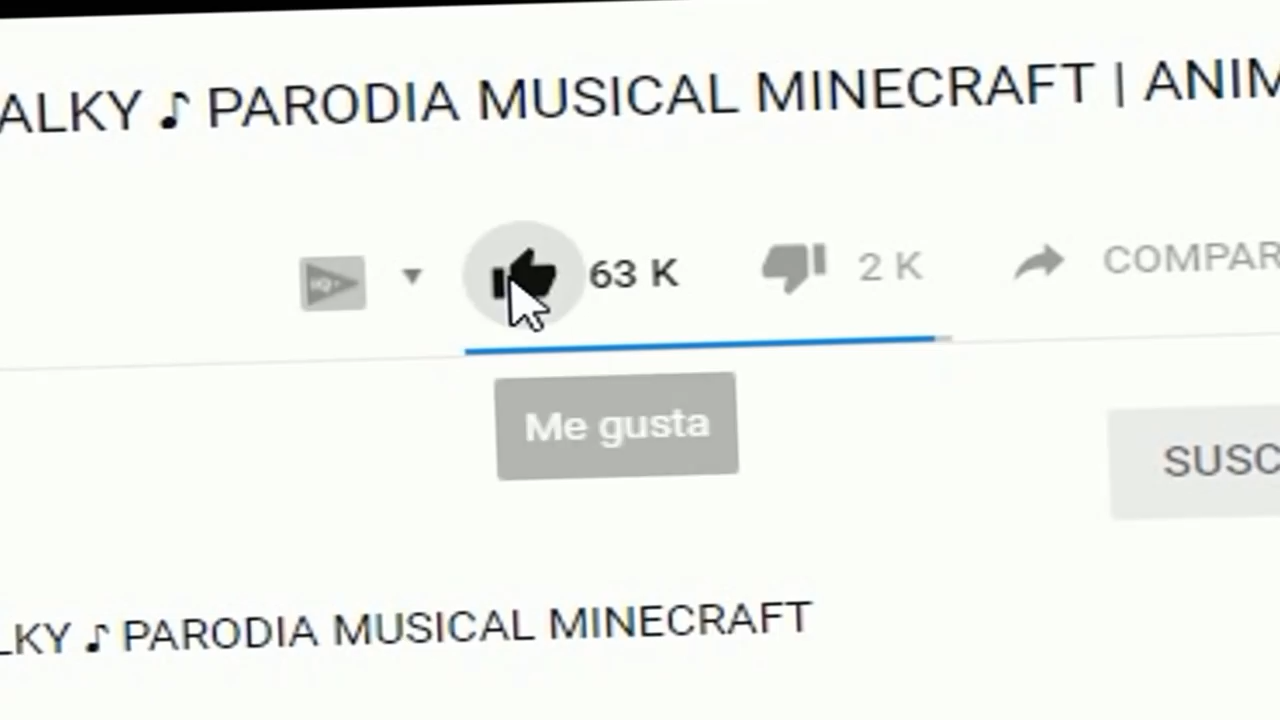 ALKY ♪ PARODIA MUSICAL MINECRAFT | ANIM
63 K 2 K COMPAR
Me gusta
SUSC
LKY ♪ PARODIA MUSICAL MINECRAFT